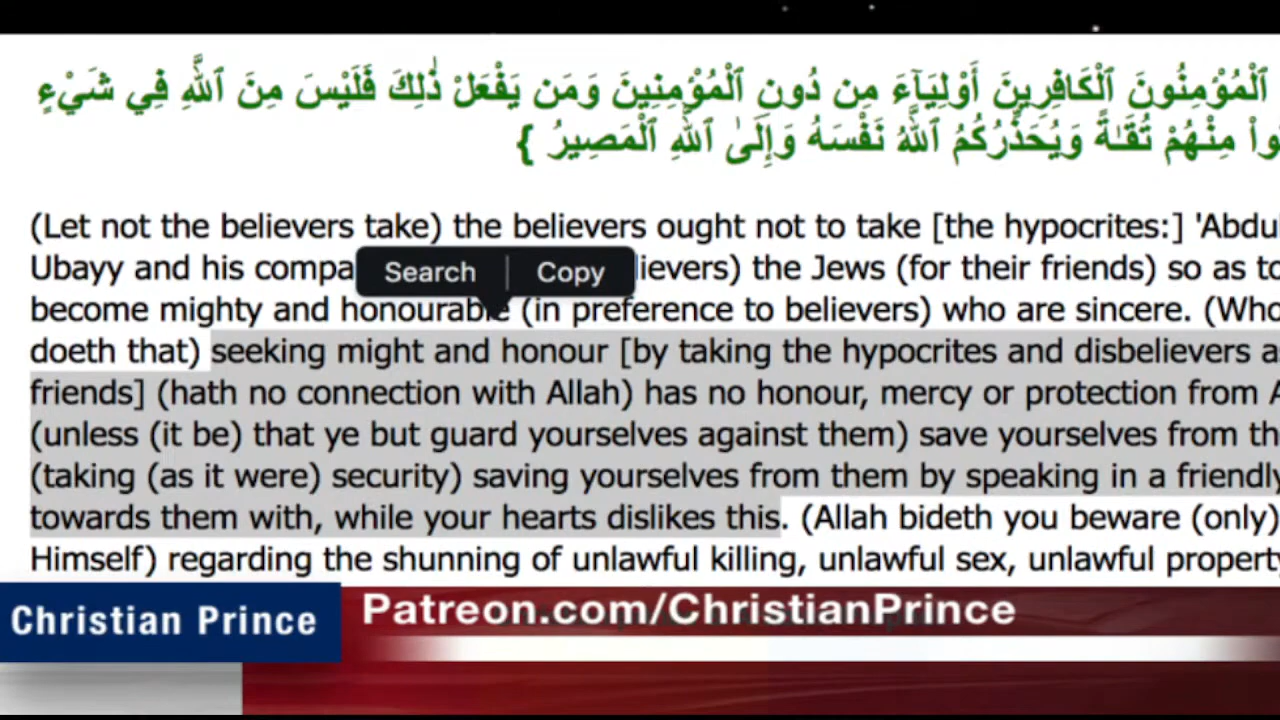 ٱلْمُؤْمِنُونَ ٱلْكَافِرِينَ أَوْلِيَآءَ مِن دُونِ ٱلْمُؤْمِنِينَ وَمَن يَفْعَلْ ذٰلِكَ فَلَيْسَ مِنَ ٱللَّهِ فِي شَيْءٍ
مِنْهُمْ تُقَـٰةً وَيُحَذِّرُكُمُ ٱللَّهُ نَفْسَهُ وَإِلَىٰ ٱللَّهِ ٱلْمَصِيرُ }
(Let not the believers take) the believers ought not to take [the hypocrites:] 'Abdul
Ubayy and his compa ievers) the Jews (for their friends) so as to
become mighty and honourable (in preference to believers) who are sincere. (Who
doeth that) seeking might and honour [by taking the hypocrites and disbelievers as
friends] (hath no connection with Allah) has no honour, mercy or protection from A
(unless (it be) that ye but guard yourselves against them) save yourselves from th
(taking (as it were) security) saving yourselves from them by speaking in a friendly
towards them with, while your hearts dislikes this. (Allah bideth you beware (only)
Himself) regarding the shunning of unlawful killing, unlawful sex, unlawful property
Search Copy
Christian Prince
Patreon.com/ChristianPrince